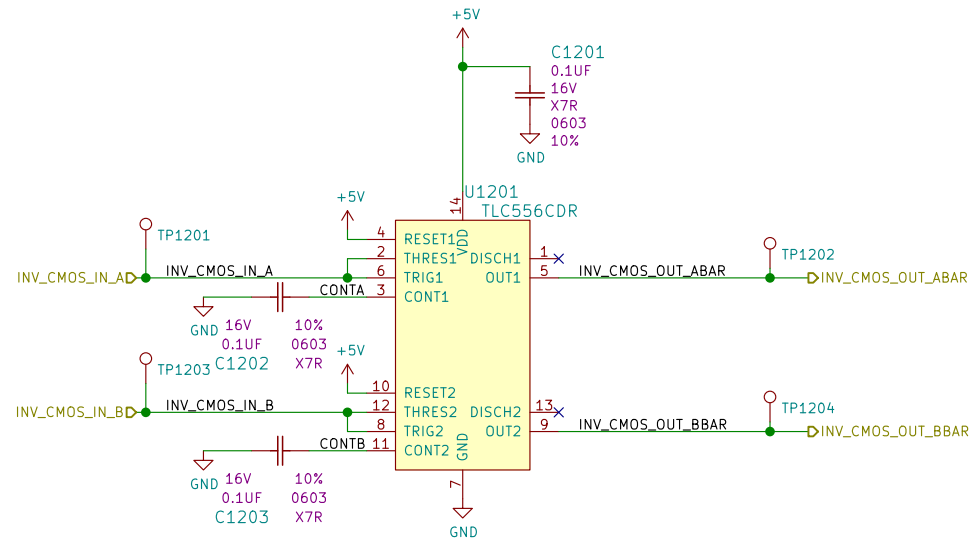 +5V
C1201
0.1UF
16V
X7R
0603
10%
GND
U1201
TLC556CDR
+5V
14
VDD
TP1201
4 RESET1
2 THRES1 DISCH1 1
INV_CMOS_IN_A INV_CMOS_IN_A 6 TRIG1 OUT1 5 INV_CMOS_OUT_ABAR INV_CMOS_OUT_ABAR
TP1202
CONTA 3 CONT1
GND 16V 10%
0.1UF 0603
C1202 X7R
+5V
TP1203
10 RESET2
INV_CMOS_IN_B INV_CMOS_IN_B 12 THRES2 DISCH2 13
TP1204
8 TRIG2 OUT2 9 INV_CMOS_OUT_BBAR INV_CMOS_OUT_BBAR
CONTB 11 CONT2
GND
7
GND 16V 10%
0.1UF 0603
C1203 X7R
GND